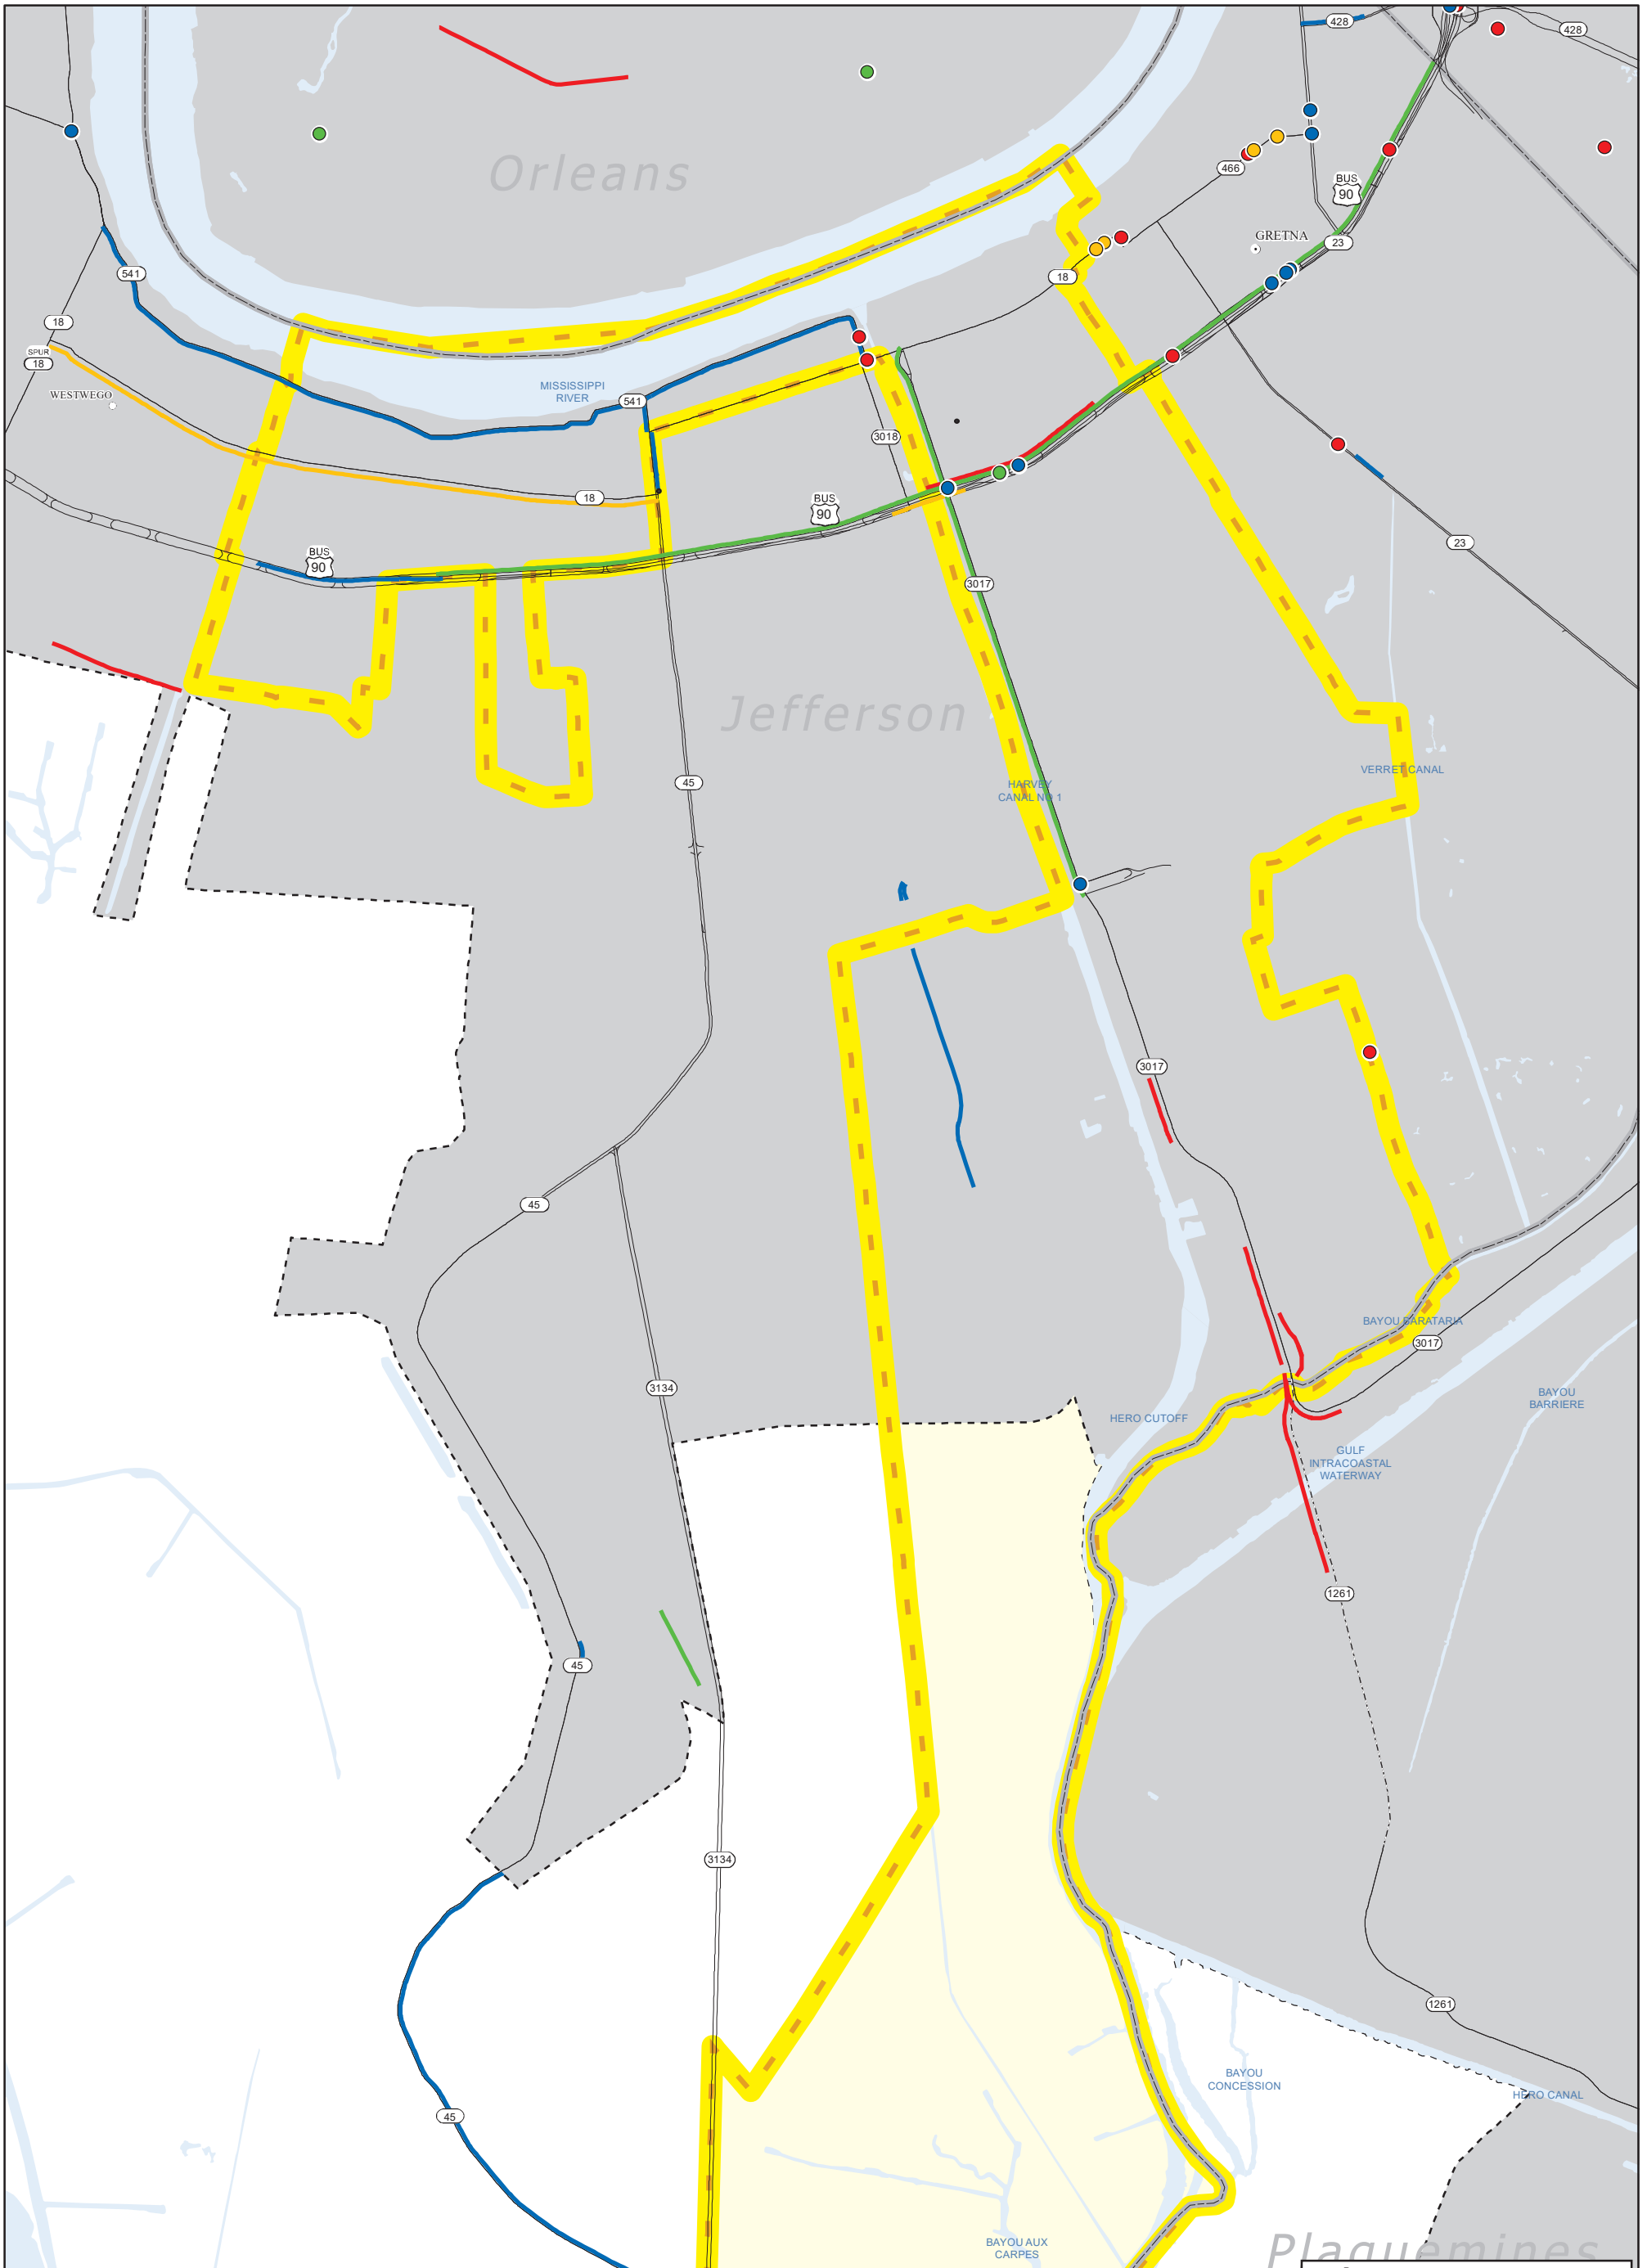 428
428
Orleans
466
BUS
90
GRETNA
23
541
18
18
SPUR
18
WESTWEGO
MISSISSIPPI
RIVER
541
3018
18
BUS
90
23
BUS
90
3017
Jefferson
45
HARVEY
CANAL NO 1
VERRET CANAL
3017
45
BAYOU BARATARIA
3017
3134
HERO CUTOFF
BAYOU
BARRIERE
GULF
INTRACOASTAL
WATERWAY
1261
45
3134
1261
BAYOU
CONCESSION
HERO CANAL
45
BAYOU AUX
CARPES
Plaquemines